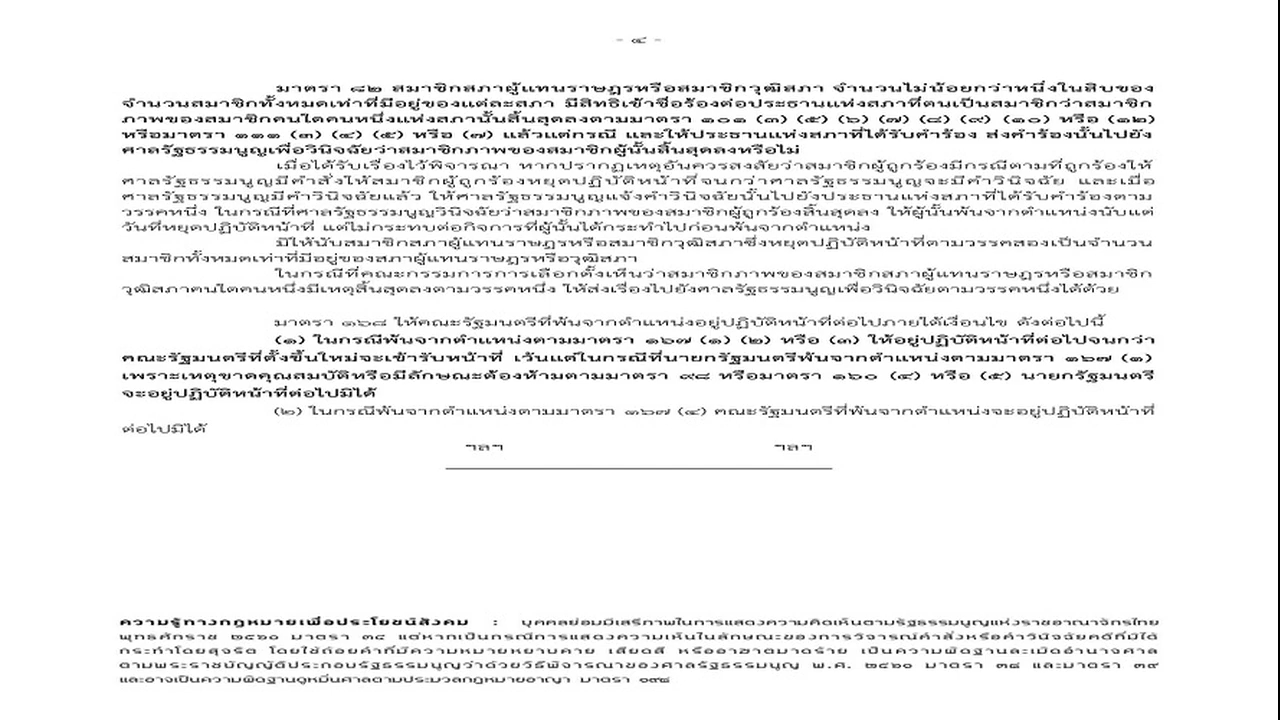 - ๔ -
มาตรา ๘๒ สมาชิกสภาผู้แทนราษฎรหรือสมาชิกวุฒิสภา จำนวนไม่น้อยกว่าหนึ่งในสิบของ
จำนวนสมาชิกทั้งหมดเท่าที่มีอยู่ของแต่ละสภา มีสิทธิเข้าชื่อร้องต่อประธานแห่งสภาที่ตนเป็นสมาชิกว่าสมาชิก
ภาพของสมาชิกคนใดคนหนึ่งแห่งสภานั้นสิ้นสุดลงตามมาตรา ๑๐๑ (๓) (๕) (๖) (๗) (๘) (๙) (๑๐) หรือ (๑๒)
หรือมาตรา ๑๑๑ (๓) (๔) (๕) หรือ (๗) แล้วแต่กรณี และให้ประธานแห่งสภาที่ได้รับคำร้อง ส่งคำร้องนั้นไปยัง
ศาลรัฐธรรมนูญเพื่อวินิจฉัยว่าสมาชิกภาพของสมาชิกผู้นั้นสิ้นสุดลงหรือไม่
เมื่อได้รับเรื่องไว้พิจารณา หากปรากฏเหตุอันควรสงสัยว่าสมาชิกผู้ถูกร้องมีกรณีตามที่ถูกร้องให้
ศาลรัฐธรรมนูญมีคำสั่งให้สมาชิกผู้ถูกร้องหยุดปฏิบัติหน้าที่จนกว่าศาลรัฐธรรมนูญจะมีคำวินิจฉัย และเมื่อ
ศาลรัฐธรรมนูญมีคำวินิจฉัยแล้ว ให้ศาลรัฐธรรมนูญแจ้งคำวินิจฉัยนั้นไปยังประธานแห่งสภาที่ได้รับคำร้องตาม
วรรคหนึ่ง ในกรณีที่ศาลรัฐธรรมนูญวินิจฉัยว่าสมาชิกภาพของสมาชิกผู้ถูกร้องสิ้นสุดลง ให้ผู้นั้นพ้นจากตำแหน่งนับแต่
วันที่หยุดปฏิบัติหน้าที่ แต่ไม่กระทบต่อกิจการที่ผู้นั้นได้กระทำไปก่อนพ้นจากตำแหน่ง
มิให้นับสมาชิกสภาผู้แทนราษฎรหรือสมาชิกวุฒิสภาซึ่งหยุดปฏิบัติหน้าที่ตามวรรคสองเป็นจำนวน
สมาชิกทั้งหมดเท่าที่มีอยู่ของสภาผู้แทนราษฎรหรือวุฒิสภา
ในกรณีที่คณะกรรมการการเลือกตั้งเห็นว่าสมาชิกภาพของสมาชิกสภาผู้แทนราษฎรหรือสมาชิก
วุฒิสภาคนใดคนหนึ่งมีเหตุสิ้นสุดลงตามวรรคหนึ่ง ให้ส่งเรื่องไปยังศาลรัฐธรรมนูญเพื่อวินิจฉัยตามวรรคหนึ่งได้ด้วย
มาตรา ๑๖๘ ให้คณะรัฐมนตรีที่พ้นจากตำแหน่งอยู่ปฏิบัติหน้าที่ต่อไปภายใต้เงื่อนไข ดังต่อไปนี้
(๑) ในกรณีพ้นจากตำแหน่งตามมาตรา ๑๖๗ (๑) (๒) หรือ (๓) ให้อยู่ปฏิบัติหน้าที่ต่อไปจนกว่า
คณะรัฐมนตรีที่ตั้งขึ้นใหม่จะเข้ารับหน้าที่ เว้นแต่ในกรณีที่นายกรัฐมนตรีพ้นจากตำแหน่งตามมาตรา ๑๖๗ (๑)
เพราะเหตุขาดคุณสมบัติหรือมีลักษณะต้องห้ามตามมาตรา ๙๘ หรือมาตรา ๑๖๐ (๔) หรือ (๕) นายกรัฐมนตรี
จะอยู่ปฏิบัติหน้าที่ต่อไปมิได้
(๒) ในกรณีพ้นจากตำแหน่งตามมาตรา ๑๖๗ (๔) คณะรัฐมนตรีที่พ้นจากตำแหน่งจะอยู่ปฏิบัติหน้าที่
ต่อไปมิได้
ฯลฯ ฯลฯ
ความรู้ทางกฎหมายเพื่อประโยชน์สังคม : บุคคลย่อมมีเสรีภาพในการแสดงความคิดเห็นตามรัฐธรรมนูญแห่งราชอาณาจักรไทย
พุทธศักราช ๒๕๖๐ มาตรา ๓๔ แต่หากเป็นกรณีการแสดงความเห็นในลักษณะของการวิจารณ์คำสั่งหรือคำวินิจฉัยคดีที่มิได้
กระทำโดยสุจริต โดยใช้ถ้อยคำที่มีความหมายหยาบคาย เสียดสี หรืออาฆาตมาดร้าย เป็นความผิดฐานละเมิดอำนาจศาล
ตามพระราชบัญญัติประกอบรัฐธรรมนูญว่าด้วยวิธีพิจารณาของศาลรัฐธรรมนูญ พ.ศ. ๒๕๖๑ มาตรา ๓๘ และมาตรา ๓๙
และอาจเป็นความผิดฐานดูหมิ่นศาลตามประมวลกฎหมายอาญา มาตรา ๑๙๘